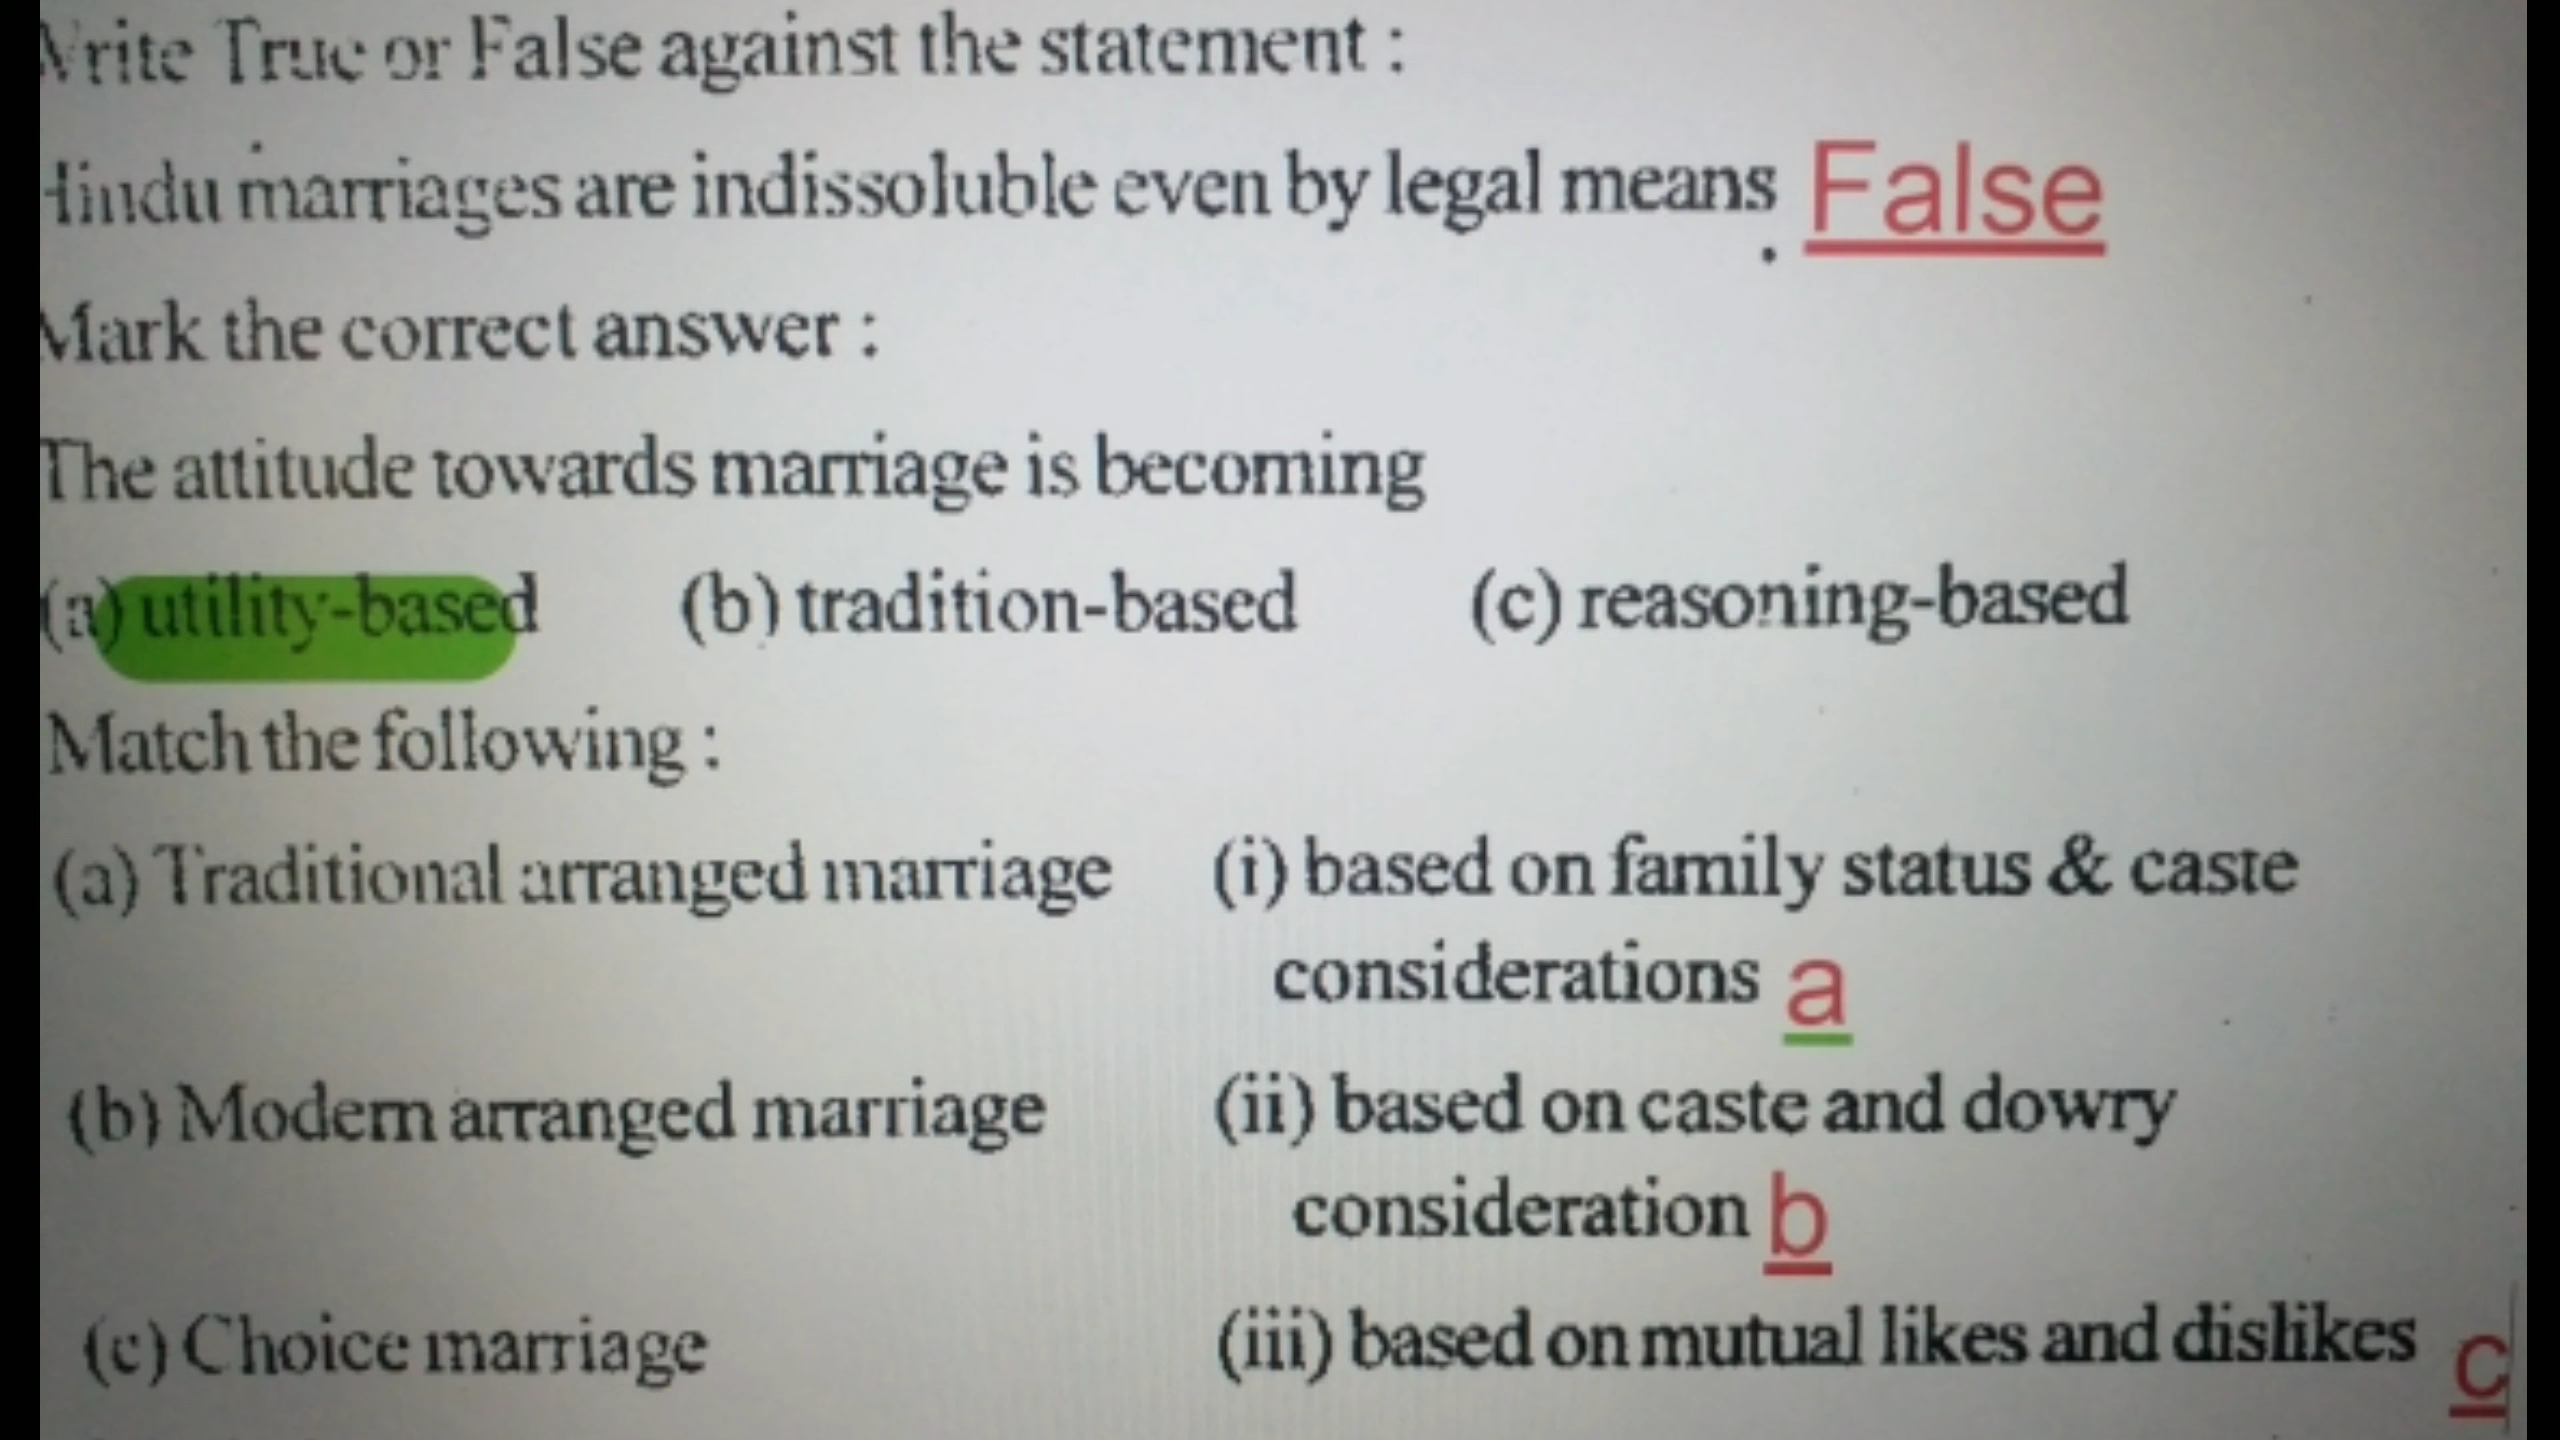 Write True or False against the statement :
Hindu marriages are indissoluble even by legal means. False
Mark the correct answer :
The attitude towards marriage is becoming
(a) utility-based (b) tradition-based (c) reasoning-based
Match the following :
(a) Traditional arranged marriage (i) based on family status & caste
considerations a
(b) Modern arranged marriage (ii) based on caste and dowry
consideration b
(c) Choice marriage (iii) based on mutual likes and dislikes c